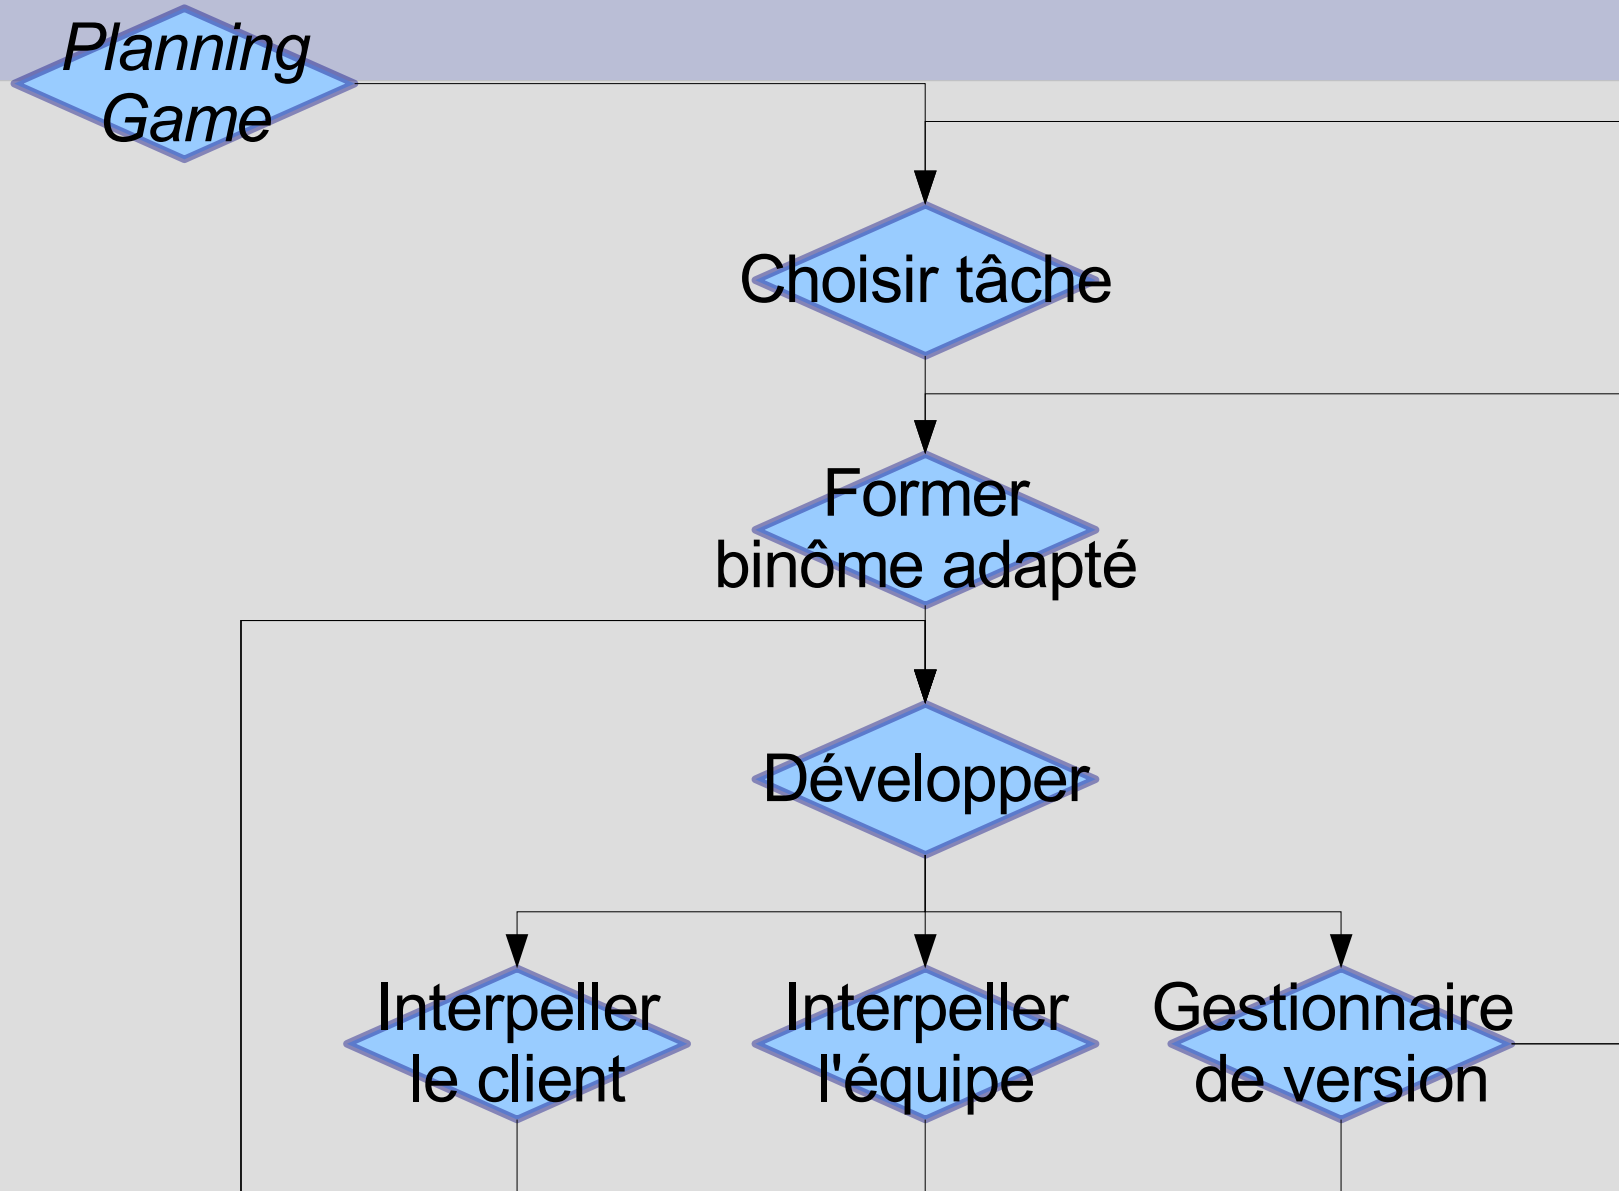 Planning
Game
Choisir tâche
Former
binôme adapté
Développer
Interpeller
le client
Interpeller
l'équipe
Gestionnaire
de version